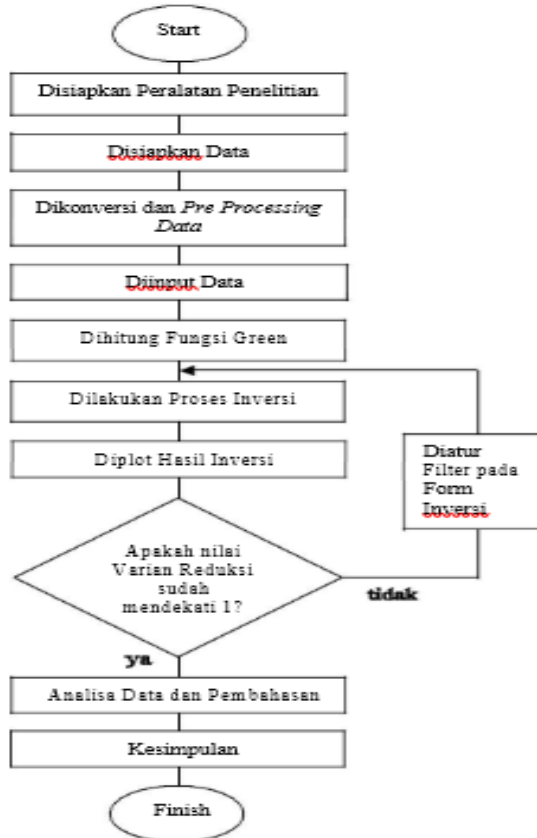 Start
Disiapkan Peralatan Penelitian
Disiapkan Data
Dikonversi dan Pre Processing
Data
Diinput Data
Dihitung Fungsi Green
Dilakukan Proses Inversi
Diplot Hasil Inversi
Diatur
Filter pada
Form
Inversi
Apakah nilai
Varian Reduksi
sudah
mendekati 1?
tidak
ya
Analisa Data dan Pembahasan
Kesimpulan
Finish